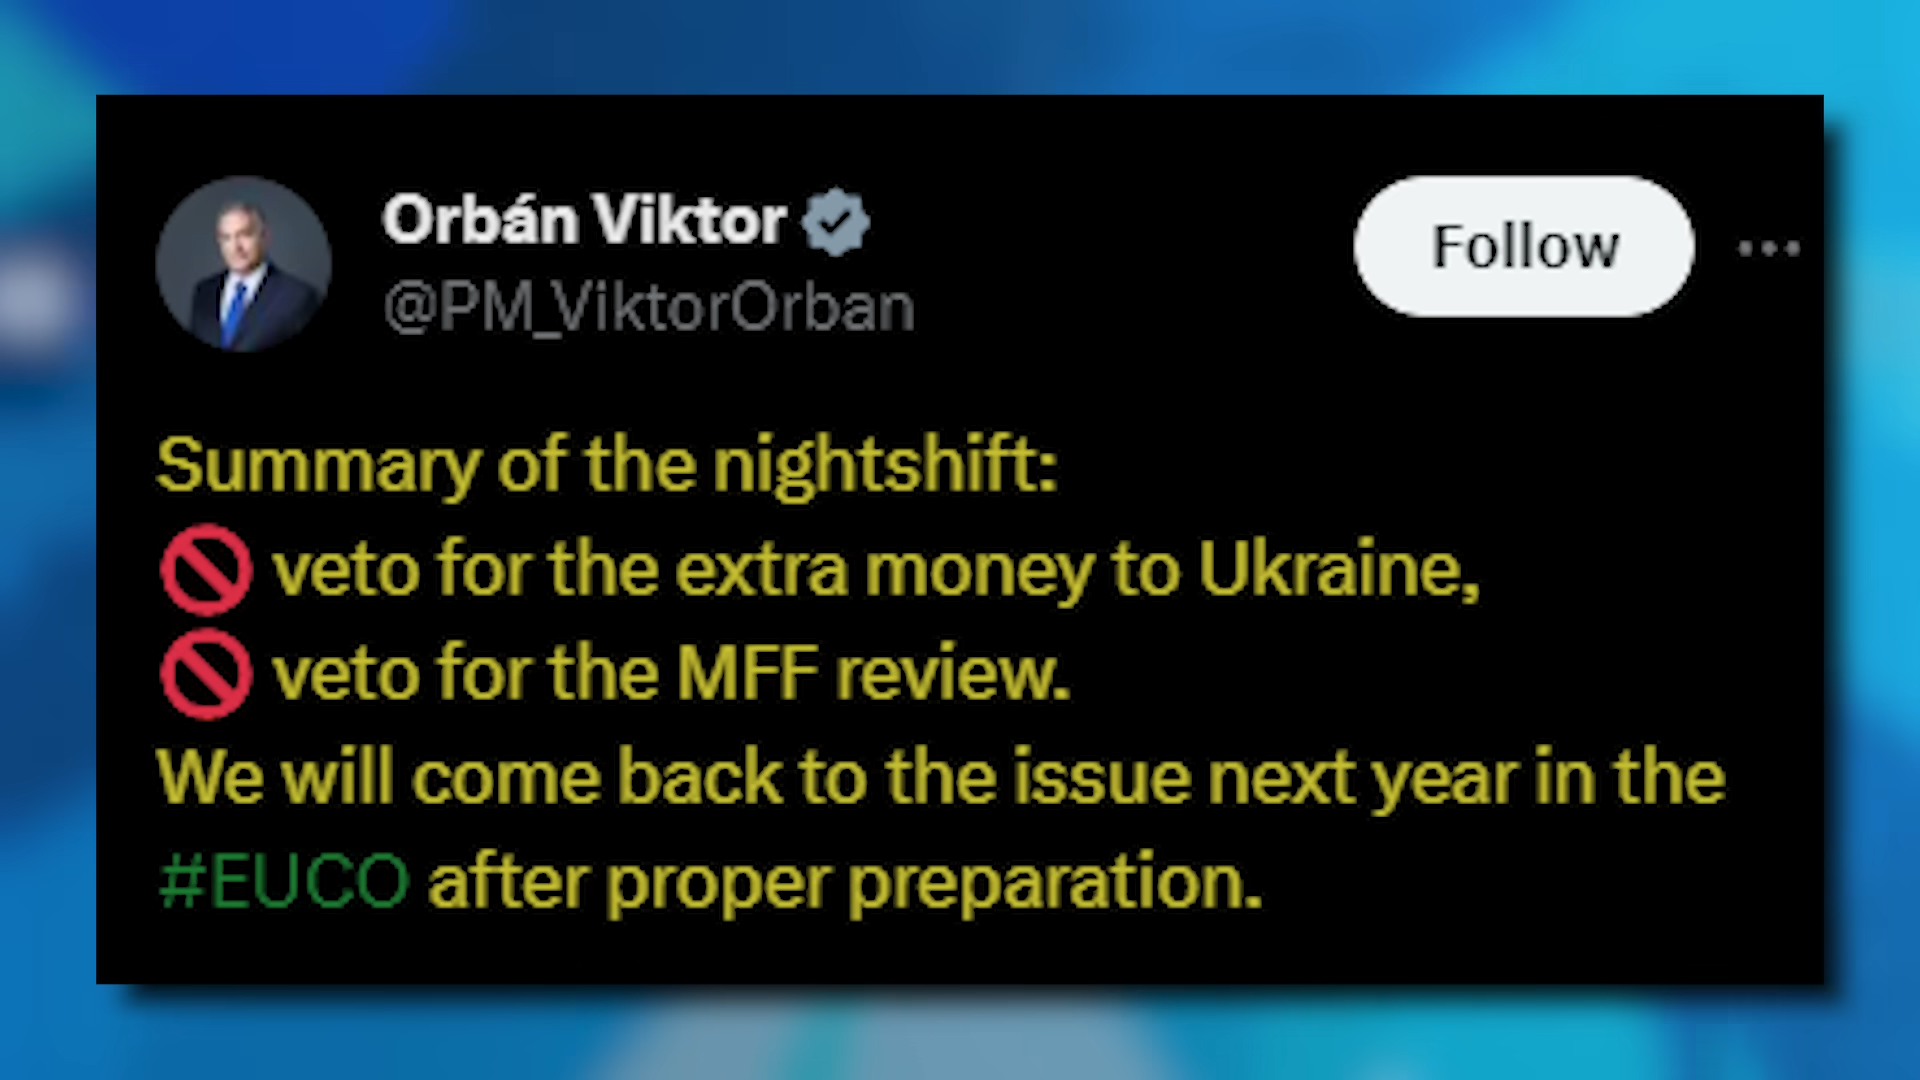 Orbán Viktor
@PM_ViktorOrban
Follow
Summary of the nightshift:
🚫 veto for the extra money to Ukraine,
🚫 veto for the MFF review.
We will come back to the issue next year in the
#EUCO after proper preparation.